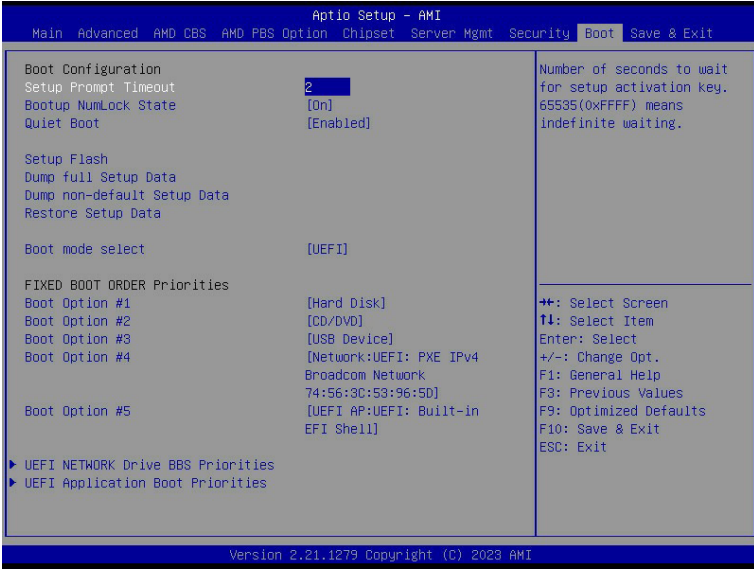 Aptio Setup - AMI
Main Advanced AMD CBS AMD PBS Option Chipset Server Mgmt Security Boot Save & Exit
Boot Configuration
Setup Prompt Timeout 2
Bootup NumLock State [On]
Quiet Boot [Enabled]
Setup Flash
Dump full Setup Data
Dump non-default Setup Data
Restore Setup Data
Boot mode select [UEFI]
FIXED BOOT ORDER Priorities
Boot Option #1 [Hard Disk]
Boot Option #2 [CD/DVD]
Boot Option #3 [USB Device]
Boot Option #4 [Network:UEFI: PXE IPv4
Broadcom Network
74:56:3C:53:96:5D]
Boot Option #5 [UEFI AP:UEFI: Built-in
EFI Shell]
UEFI NETWORK Drive BBS Priorities
UEFI Application Boot Priorities
Number of seconds to wait
for setup activation key.
65535(0xFFFF) means
indefinite waiting.
→←: Select Screen
↑↓: Select Item
Enter: Select
+/-: Change Opt.
F1: General Help
F3: Previous Values
F9: Optimized Defaults
F10: Save & Exit
ESC: Exit
Version 2.21.1279 Copyright (C) 2023 AMI